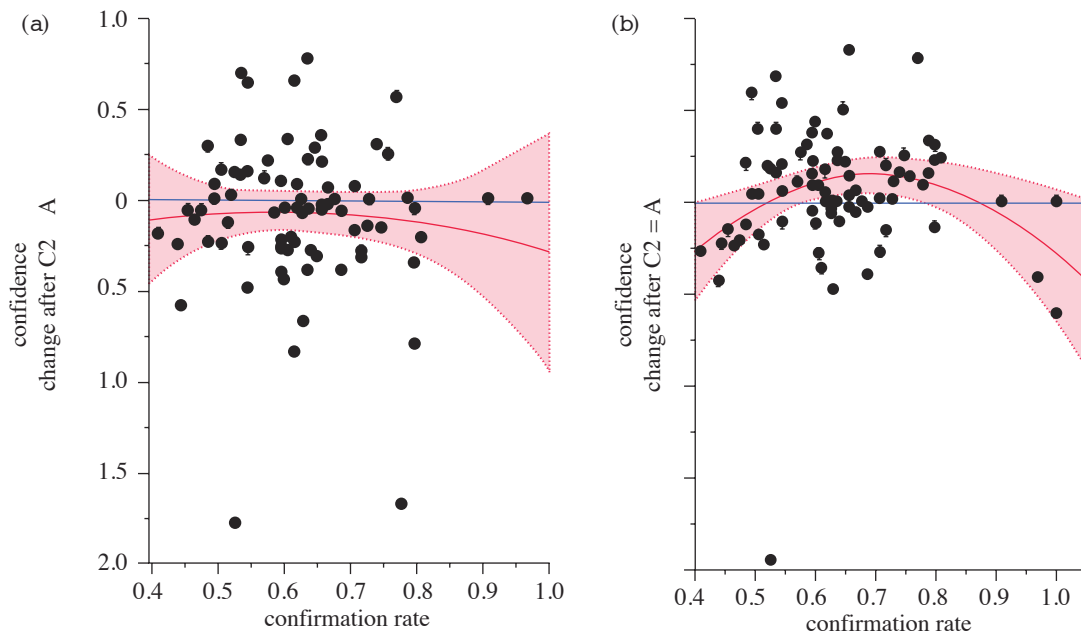 (a)
1.0
0.5
0
0.5
1.0
1.5
2.0
confidence
change after C2 A
0.4 0.5 0.6 0.7 0.8 0.9 1.0
confirmation rate
(b)
confidence
change after C2 = A
0.4 0.5 0.6 0.7 0.8 0.9 1.0
confirmation rate